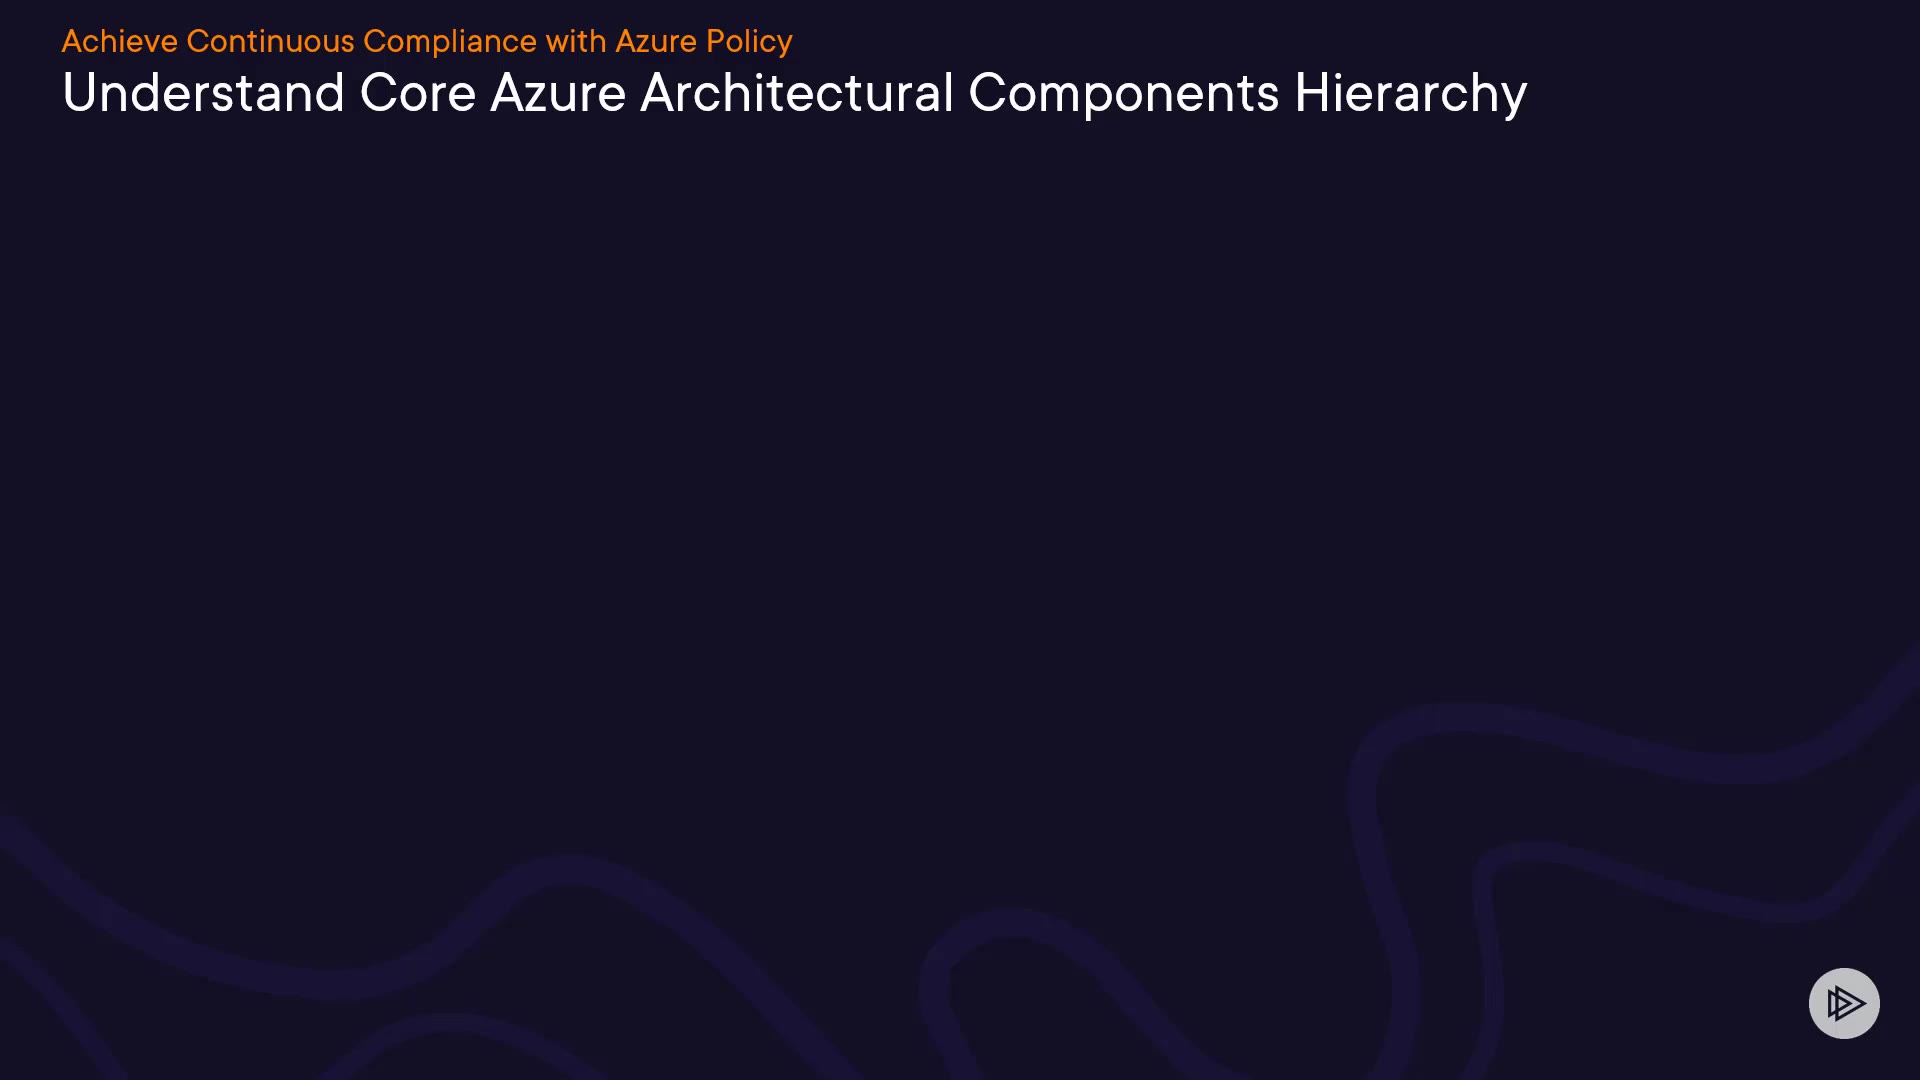 Achieve Continuous Compliance with Azure Policy
Understand Core Azure Architectural Components Hierarchy